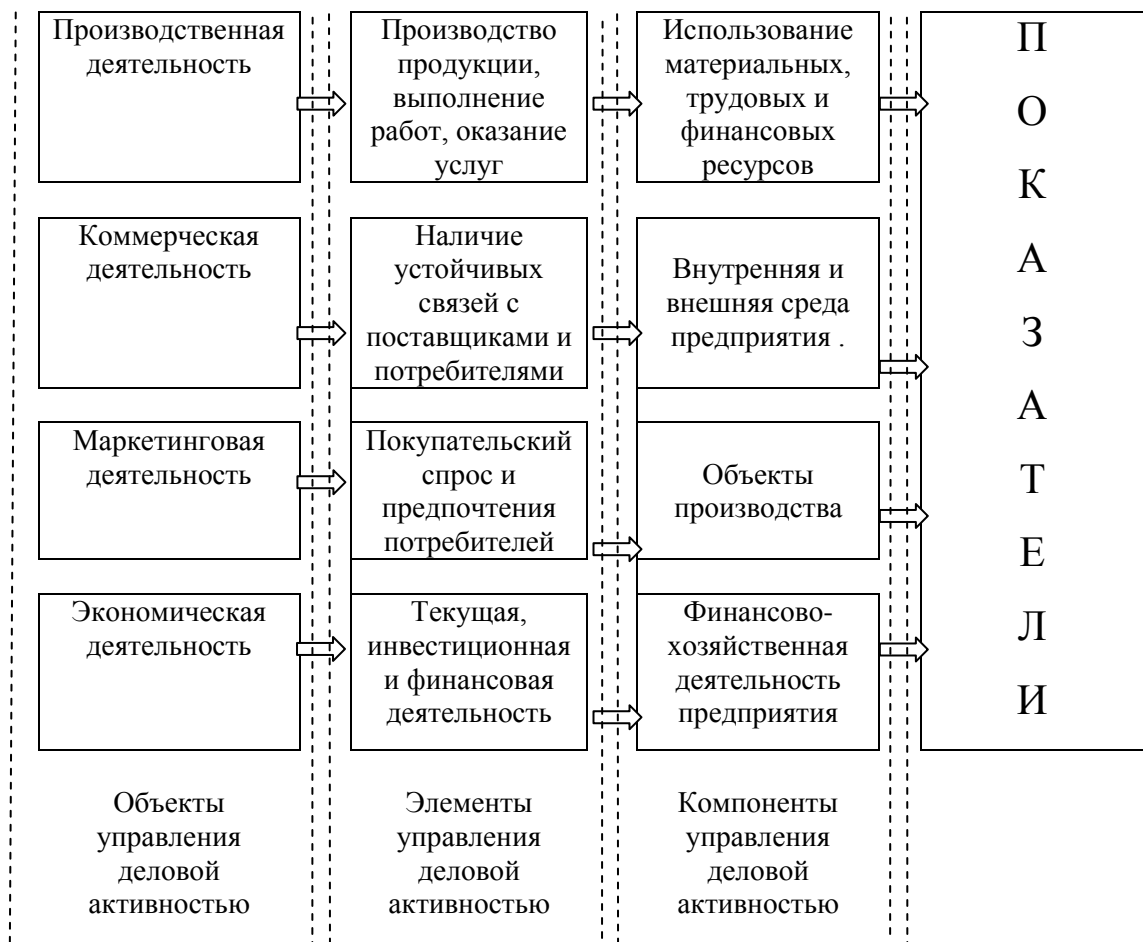 Производственная
деятельность
Производство
продукции,
выполнение
работ, оказание
услуг
Использование
материальных,
трудовых и
финансовых
ресурсов
Коммерческая
деятельность
Наличие
устойчивых
связей с
поставщиками и
потребителями
Внутренняя и
внешняя среда
предприятия .
Маркетинговая
деятельность
Покупательский
спрос и
предпочтения
потребителей
Объекты
производства
Экономическая
деятельность
Текущая,
инвестиционная
и финансовая
деятельность
Финансово-
хозяйственная
деятельность
предприятия
П
О
К
А
З
А
Т
Е
Л
И
Объекты
управления
деловой
активностью
Элементы
управления
деловой
активностью
Компоненты
управления
деловой
активностью